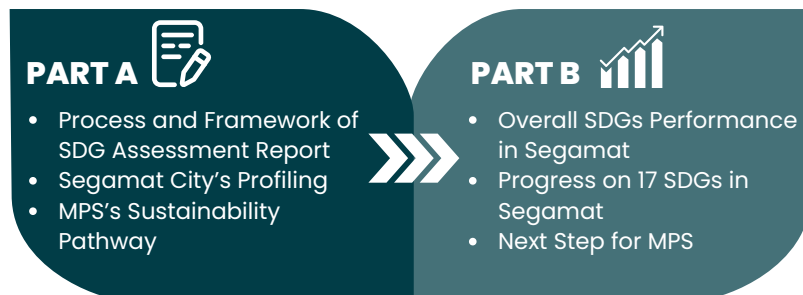 PART A
• Process and Framework of
SDG Assessment Report
• Segamat City's Profiling
• MPS's Sustainability
Pathway
PART B
• Overall SDGs Performance
in Segamat
• Progress on 17 SDGs in
Segamat
• Next Step for MPS